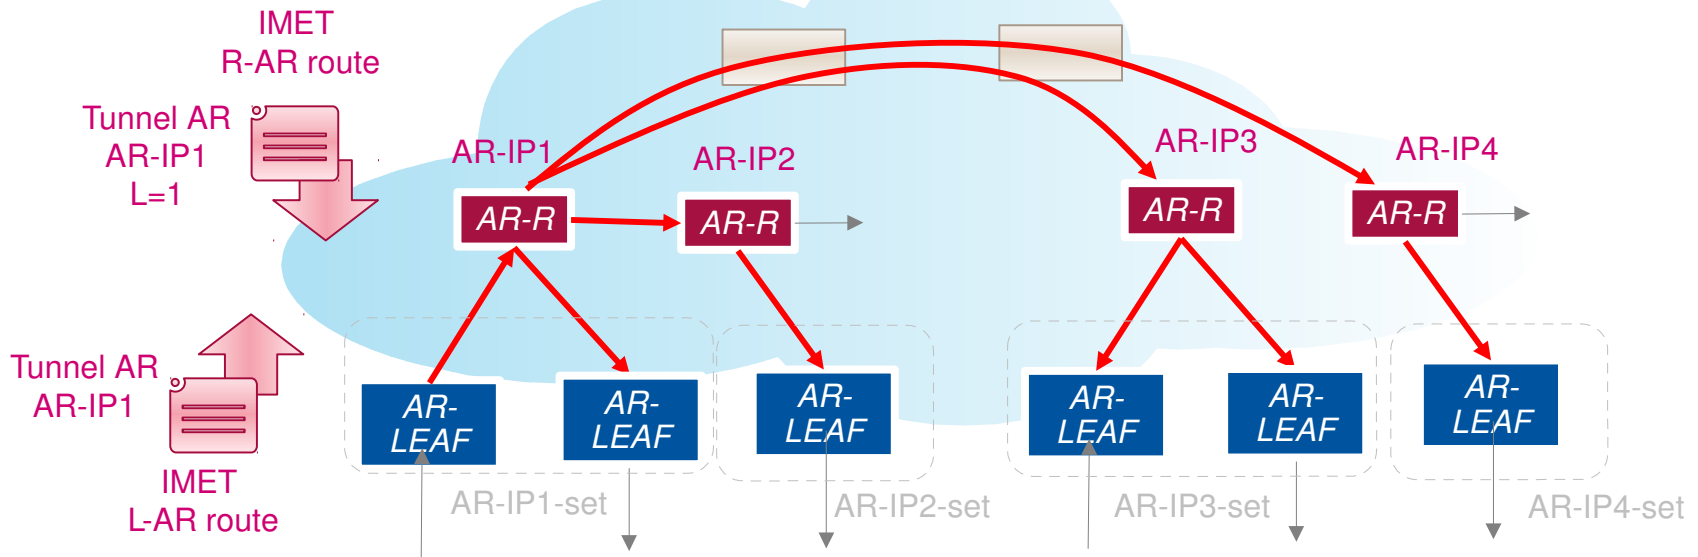 IMET
R-AR route
Tunnel AR
AR-IP1
L=1
AR-IP1
AR-IP2
AR-IP3
AR-IP4
AR-R
AR-R
AR-R
AR-R
Tunnel AR
AR-IP1
IMET
L-AR route
AR-
LEAF
AR-
LEAF
AR-
LEAF
AR-
LEAF
AR-
LEAF
AR-
LEAF
AR-IP1-set
AR-IP2-set
AR-IP3-set
AR-IP4-set